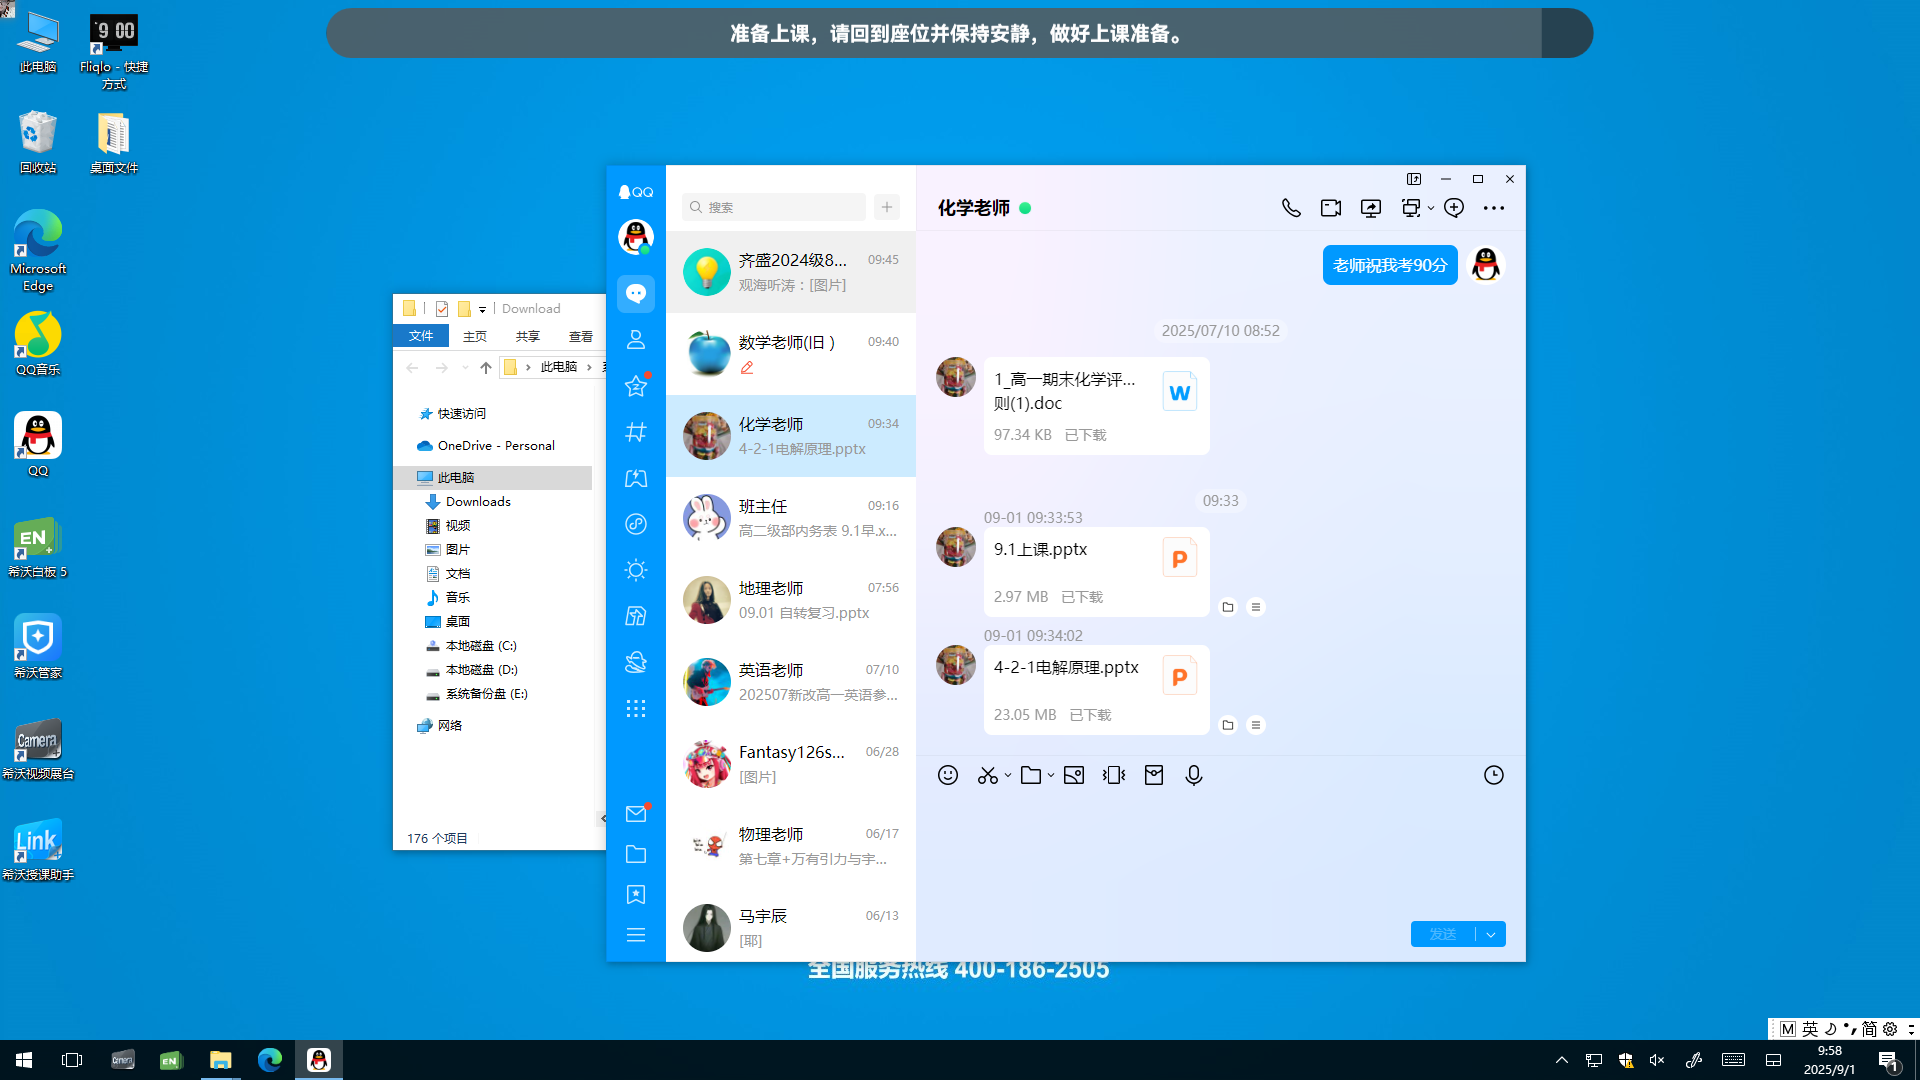 准备上课，请回到座位并保持安静，做好上课准备。
此电脑
Fliqlo - 快捷方式
9 00
回收站
桌面文件
Microsoft Edge
QQ音乐
QQ
EN
希沃白板 5
希沃管家
Camera
希沃视频展台
Link
希沃授课助手
Download
文件
主页
共享
查看
此电脑
快速访问
OneDrive - Personal
此电脑
Downloads
视频
图片
文档
音乐
桌面
本地磁盘 (C:)
本地磁盘 (D:)
系统备份盘 (E:)
网络
176 个项目
QQ
搜索
齐盛2024级8...
09:45
观海听涛：[图片]
数学老师(旧 )
09:40
化学老师
09:34
4-2-1电解原理.pptx
班主任
09:16
高二级部内务表 9.1早.x...
地理老师
07:56
09.01 自转复习.pptx
英语老师
07/10
202507新改高一英语参...
Fantasy126s...
06/28
[图片]
物理老师
06/17
第七章+万有引力与宇...
马宇辰
06/13
[耶]
化学老师
老师祝我考90分
2025/07/10 08:52
1_高一期末化学评...
则(1).doc
W
97.34 KB 已下载
09:33
09-01 09:33:53
9.1上课.pptx
P
2.97 MB 已下载
09-01 09:34:02
4-2-1电解原理.pptx
P
23.05 MB 已下载
发送
全国服务热线 400-186-2505
M 英 简
Camera
EN
9:58
2025/9/1
1